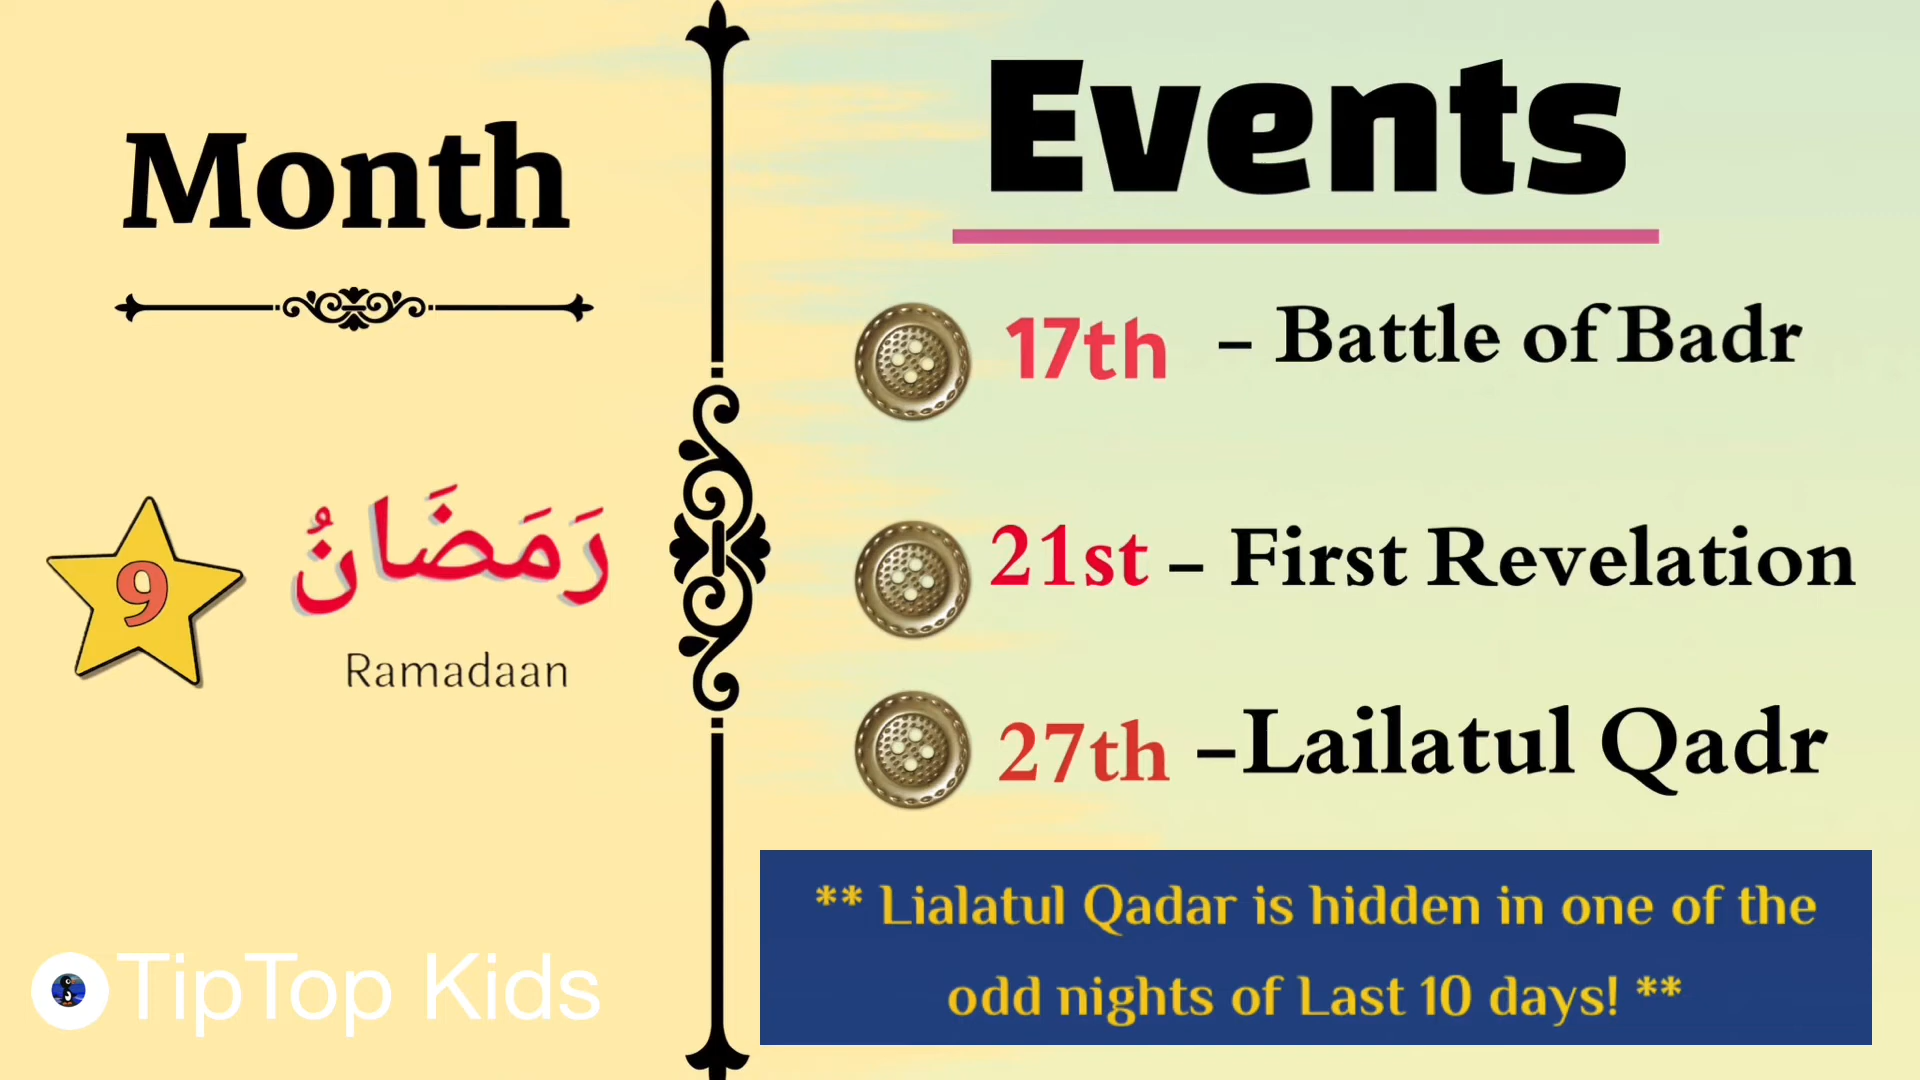 Month
9
رَمَضَانُ
Ramadaan
Events
17th - Battle of Badr
21st - First Revelation
27th -Lailatul Qadr
** Lialatul Qadar is hidden in one of the
odd nights of Last 10 days! **
TipTop Kids